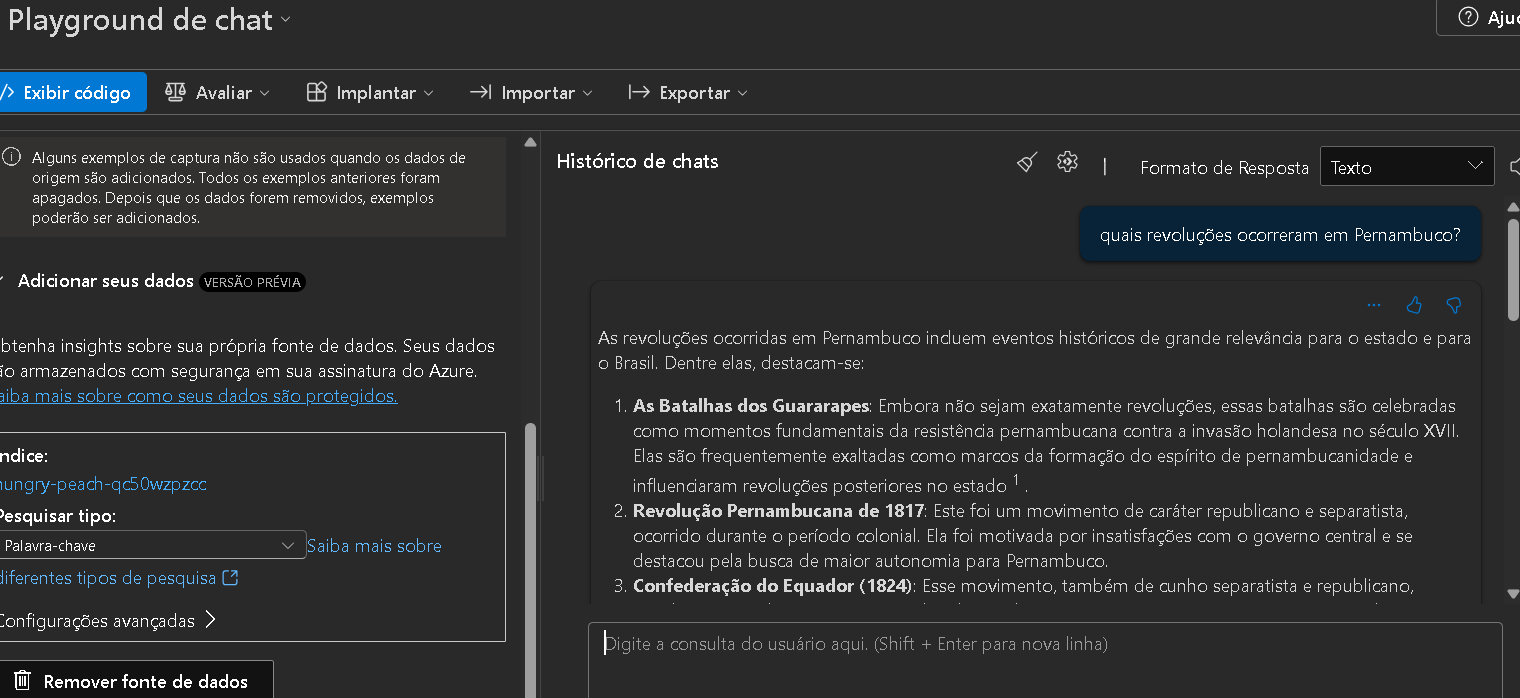 Playground de chat
Exibir código
Avaliar
Implantar
Importar
Exportar
Alguns exemplos de captura não são usados quando os dados de
origem são adicionados. Todos os exemplos anteriores foram
apagados. Depois que os dados forem removidos, exemplos
poderão ser adicionados.
Adicionar seus dados VERSÃO PRÉVIA
btenha insights sobre sua própria fonte de dados. Seus dados
ão armazenados com segurança em sua assinatura do Azure.
aiba mais sobre como seus dados são protegidos.
ndice:
hungry-peach-qc50wzpzcc
Pesquisar tipo:
Palavra-chave
Saiba mais sobre
diferentes tipos de pesquisa
Configurações avançadas
Remover fonte de dados
Histórico de chats
| Formato de Resposta
Texto
quais revoluções ocorreram em Pernambuco?
As revoluções ocorridas em Pernambuco incluem eventos históricos de grande relevância para o estado e para
o Brasil. Dentre elas, destacam-se:
1. As Batalhas dos Guararapes: Embora não sejam exatamente revoluções, essas batalhas são celebradas
como momentos fundamentais da resistência pernambucana contra a invasão holandesa no século XVII.
Elas são frequentemente exaltadas como marcos da formação do espírito de pernambucanidade e
influenciaram revoluções posteriores no estado 1 .
2. Revolução Pernambucana de 1817: Este foi um movimento de caráter republicano e separatista,
ocorrido durante o período colonial. Ela foi motivada por insatisfações com o governo central e se
destacou pela busca de maior autonomia para Pernambuco.
3. Confederação do Equador (1824): Esse movimento, também de cunho separatista e republicano,
Digite a consulta do usuário aqui. (Shift + Enter para nova linha)